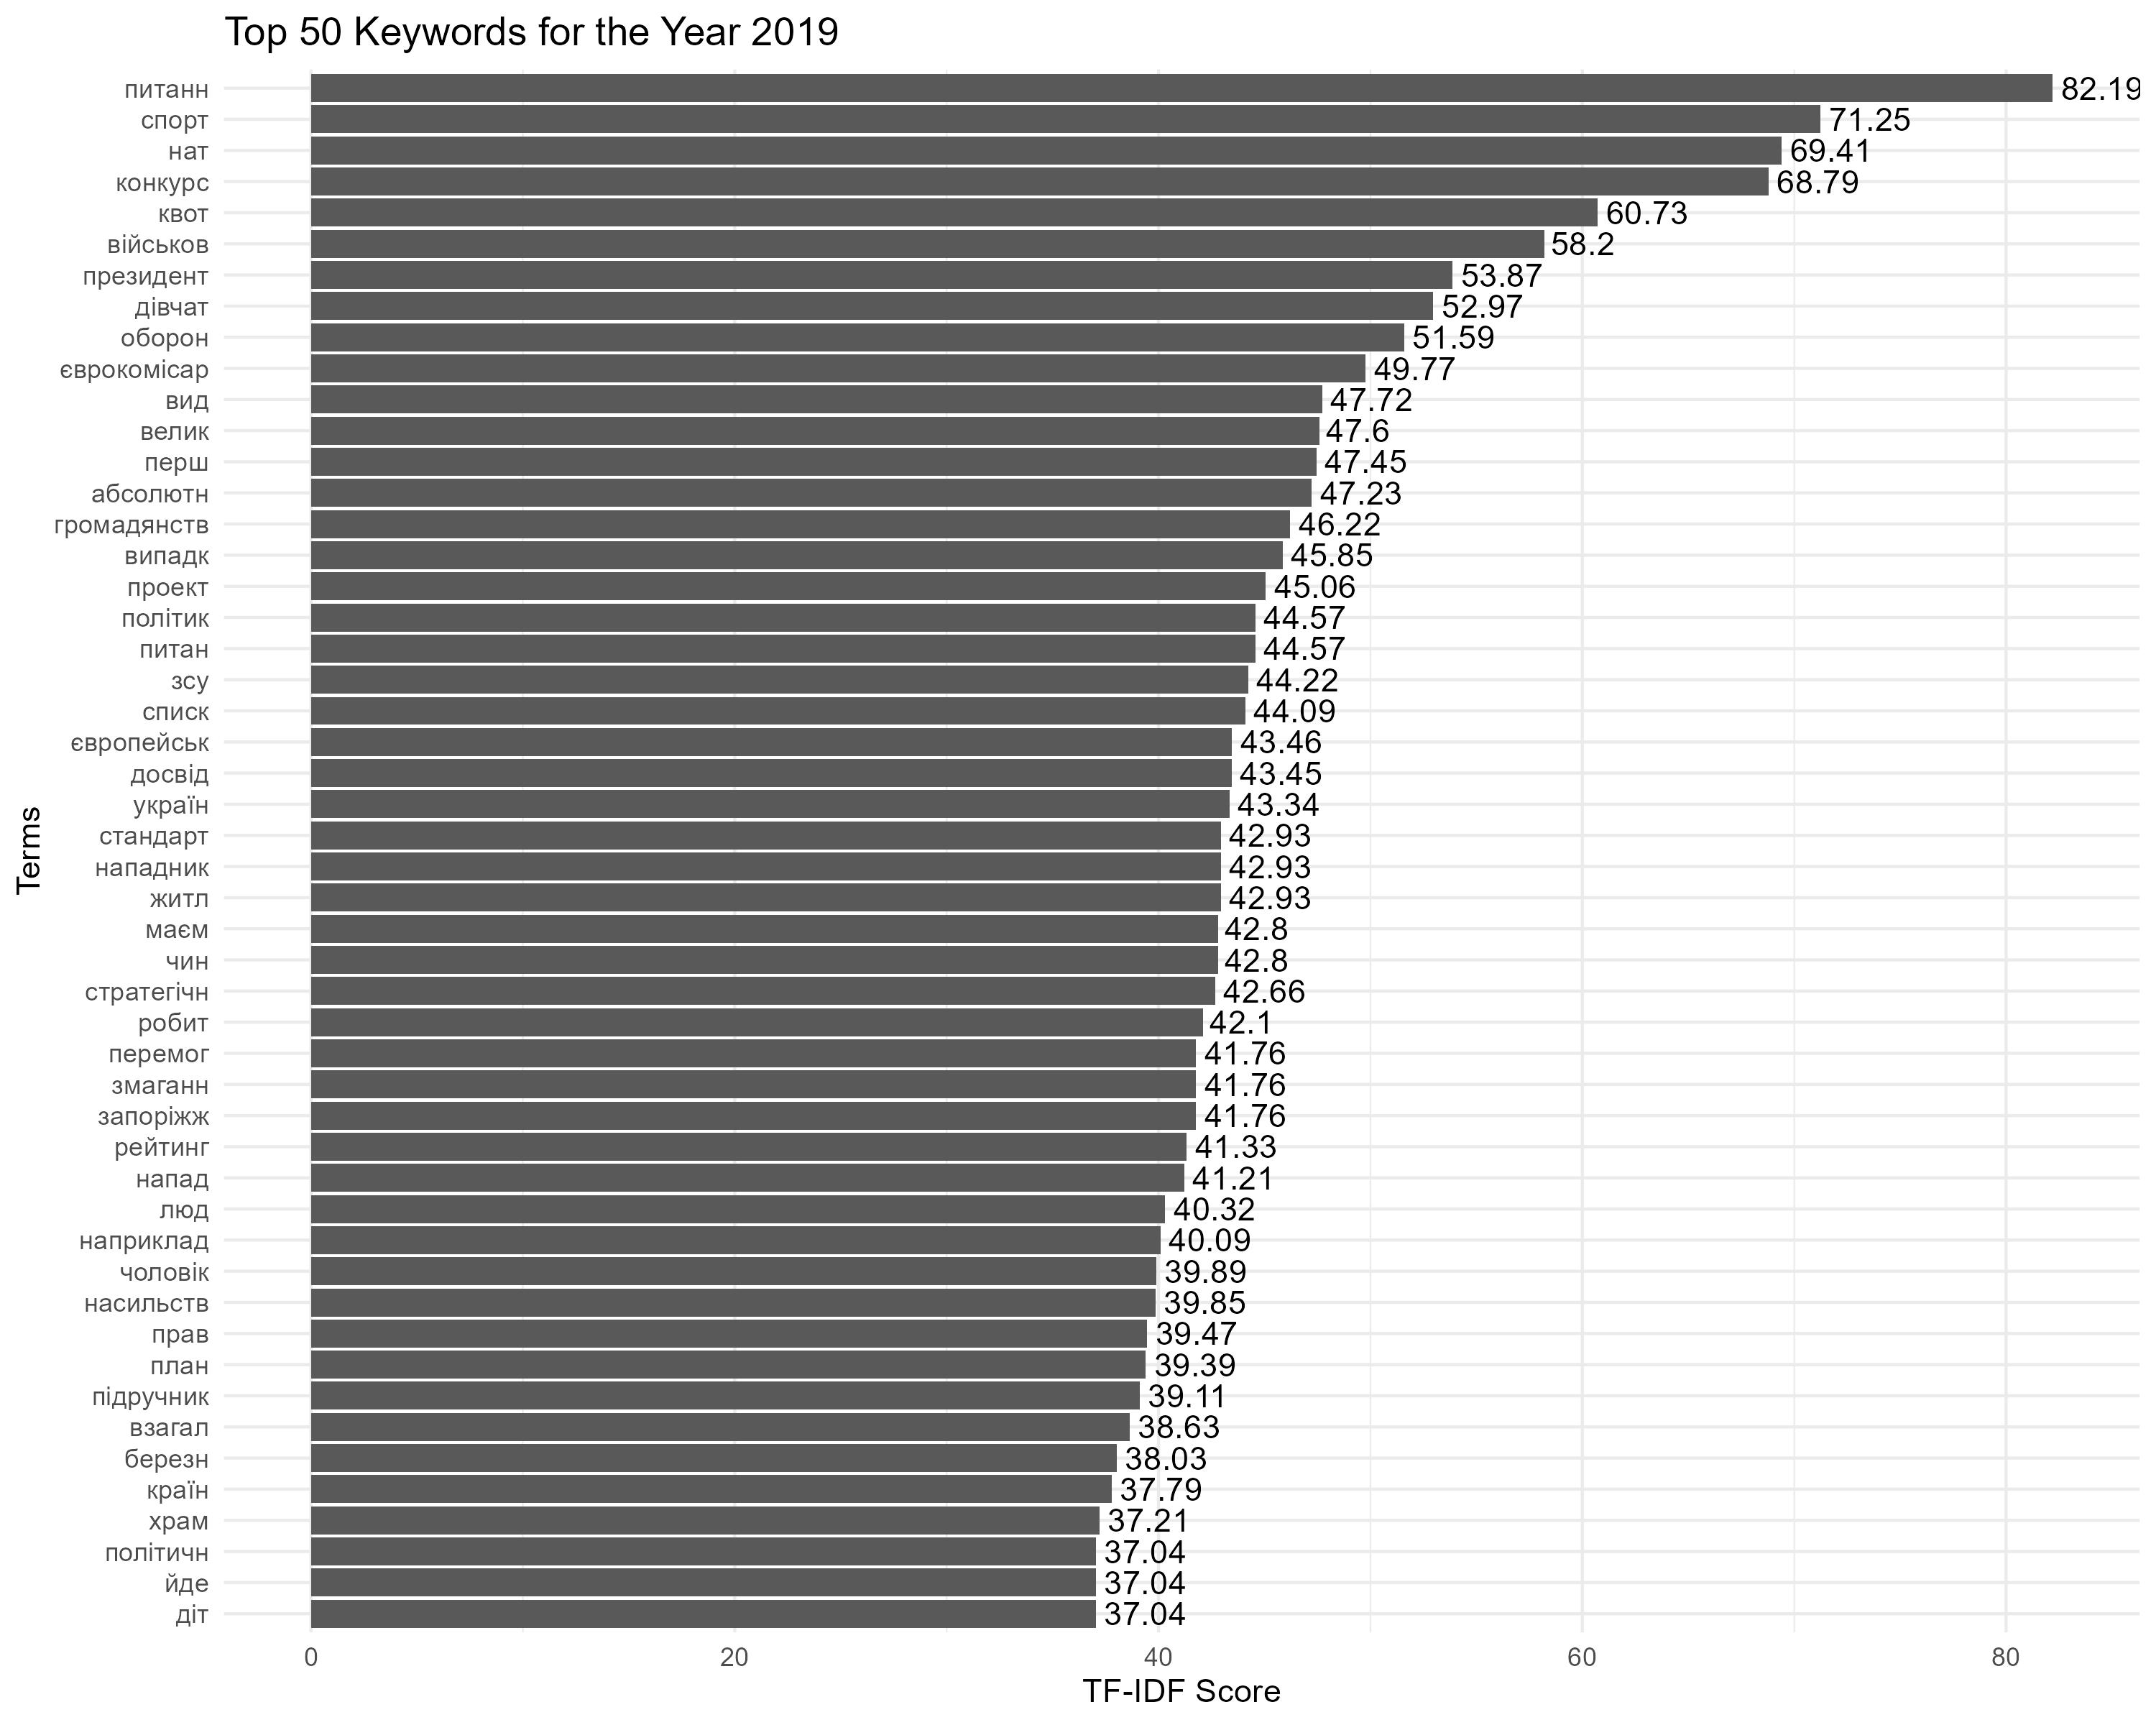 Top 50 Keywords for the Year 2019
питанн 82.19
спорт 71.25
нат 69.41
конкурс 68.79
квот 60.73
військов 58.2
президент 53.87
дівчат 52.97
оборон 51.59
єврокомісар 49.77
вид 47.72
велик 47.6
перш 47.45
абсолютн 47.23
громадянств 46.22
випадк 45.85
проект 45.06
політик 44.57
питан 44.57
зсу 44.22
списк 44.09
європейськ 43.46
досвід 43.45
україн 43.34
стандарт 42.93
нападник 42.93
житл 42.93
маєм 42.8
чин 42.8
стратегічн 42.66
робит 42.1
перемог 41.76
змаганн 41.76
запоріжж 41.76
рейтинг 41.33
напад 41.21
люд 40.32
наприклад 40.09
чоловік 39.89
насильств 39.85
прав 39.47
план 39.39
підручник 39.11
взагал 38.63
березн 38.03
країн 37.79
храм 37.21
політичн 37.04
йде 37.04
діт 37.04
Terms
0 20 40 60 80
TF-IDF Score